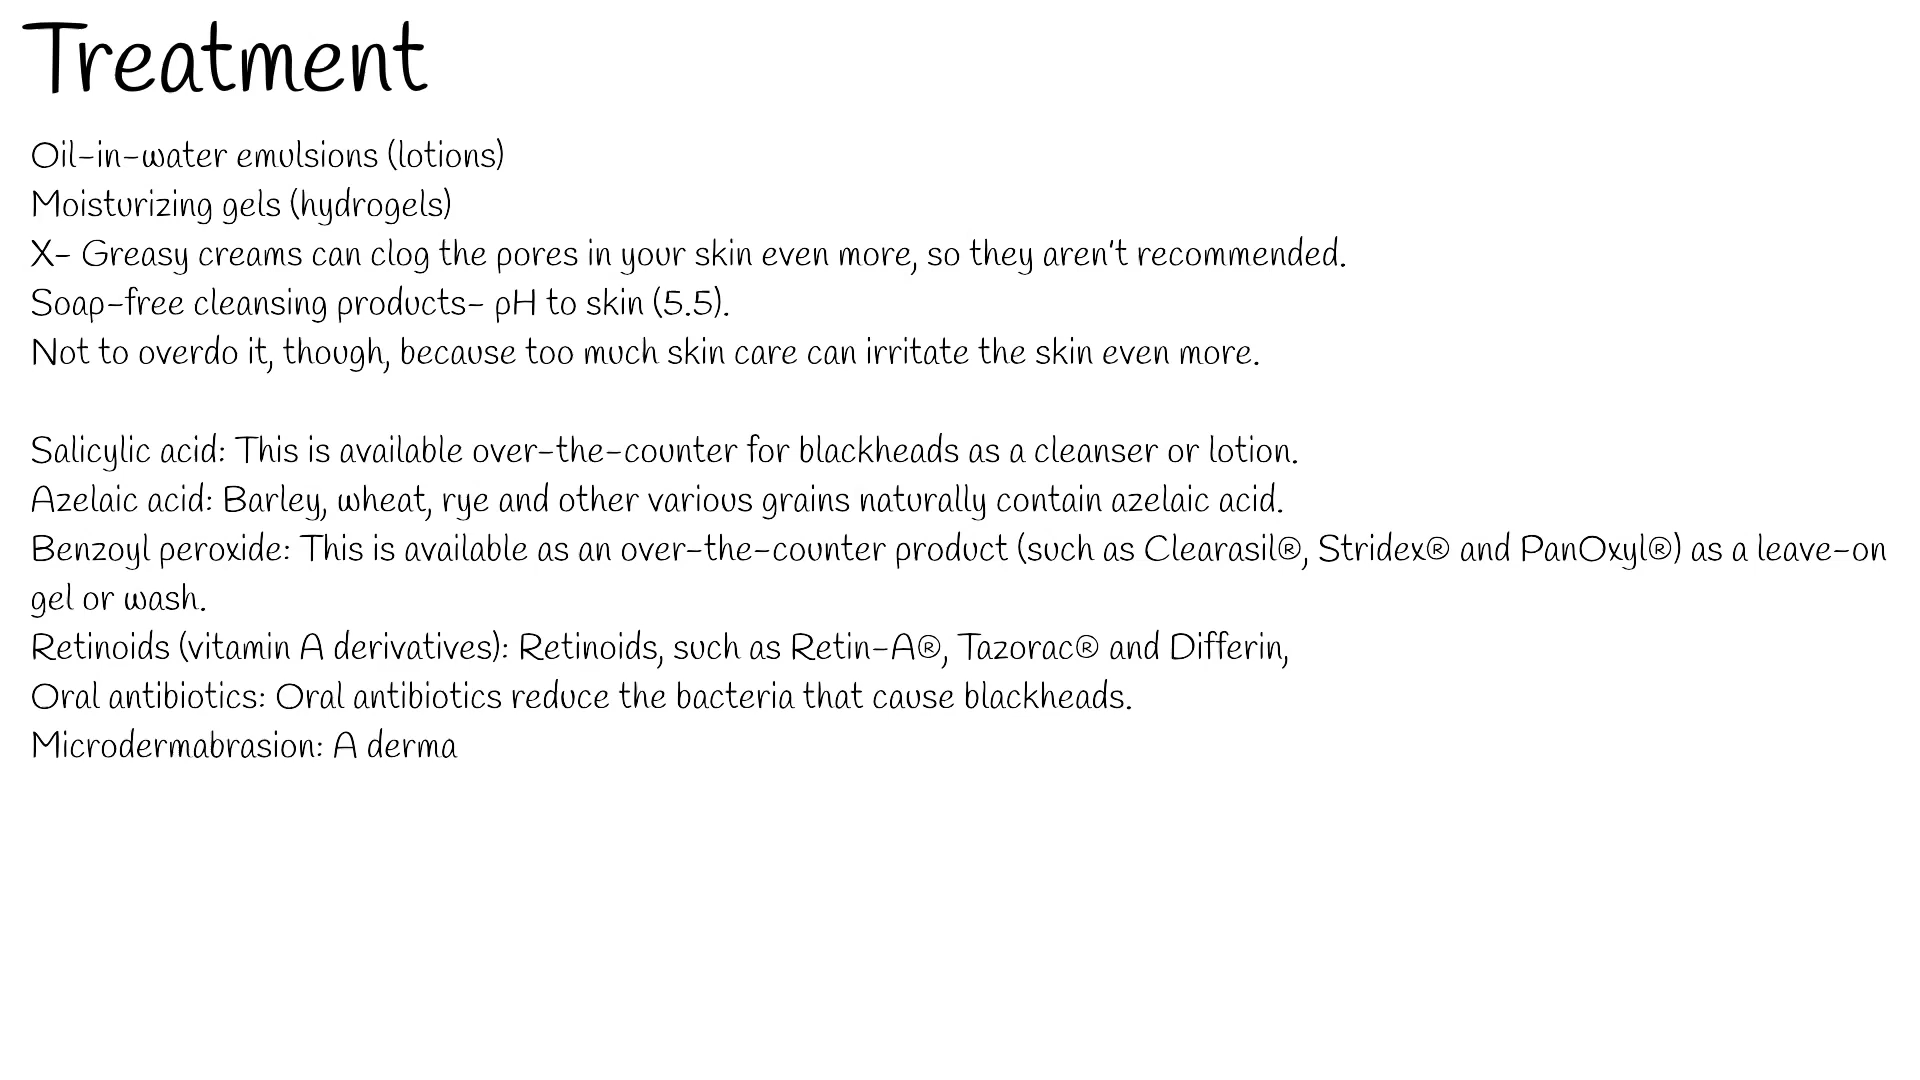 Treatment
Oil-in-water emulsions (lotions)
Moisturizing gels (hydrogels)
X- Greasy creams can clog the pores in your skin even more, so they aren't recommended.
Soap-free cleansing products- pH to skin (5.5).
Not to overdo it, though, because too much skin care can irritate the skin even more.
Salicylic acid: This is available over-the-counter for blackheads as a cleanser or lotion.
Azelaic acid: Barley, wheat, rye and other various grains naturally contain azelaic acid.
Benzoyl peroxide: This is available as an over-the-counter product (such as Clearasil®, Stridex® and PanOxyl®) as a leave-on
gel or wash.
Retinoids (vitamin A derivatives): Retinoids, such as Retin-A®, Tazorac® and Differin,
Oral antibiotics: Oral antibiotics reduce the bacteria that cause blackheads.
Microdermabrasion: A derma